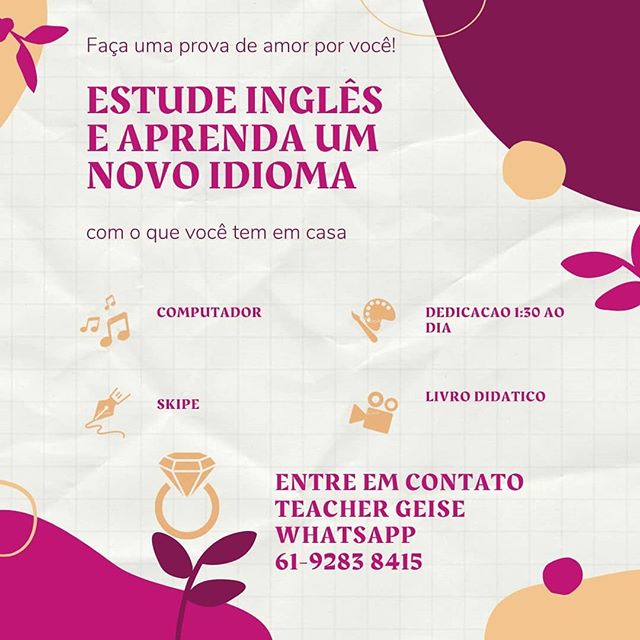 Faça uma prova de amor por você!
ESTUDE INGLÊS
E APRENDA UM
NOVO IDIOMA
com o que você tem em casa
COMPUTADOR
DEDICACAO 1:30 AO
DIA
SKIPE
LIVRO DIDATICO
ENTRE EM CONTATO
TEACHER GEISE
WHATSAPP
61-9283 8415